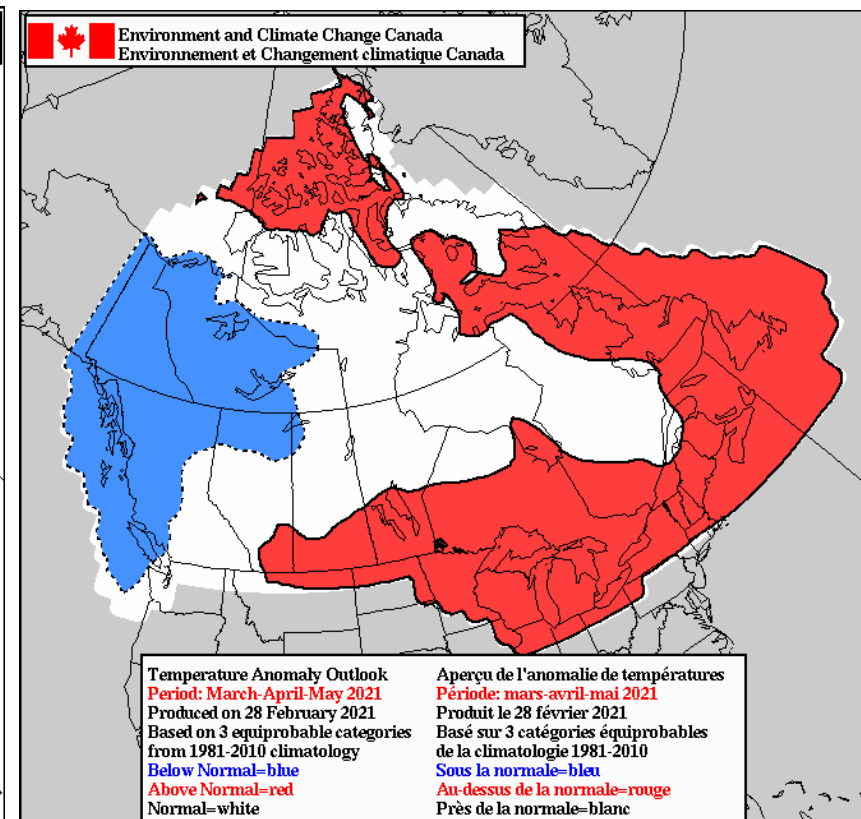 Environment and Climate Change Canada
Environnement et Changement climatique Canada
Temperature Anomaly Outlook
Period: March-April-May 2021
Produced on 28 February 2021
Based on 3 equiprobable categories
from 1981-2010 climatology
Below Normal=blue
Above Normal=red
Normal=white
Aperçu de l'anomalie de températures
Période: mars-avril-mai 2021
Produit le 28 février 2021
Basé sur 3 catégories équiprobables
de la climatologie 1981-2010
Sous la normale=bleu
Au-dessus de la normale=rouge
Près de la normale=blanc